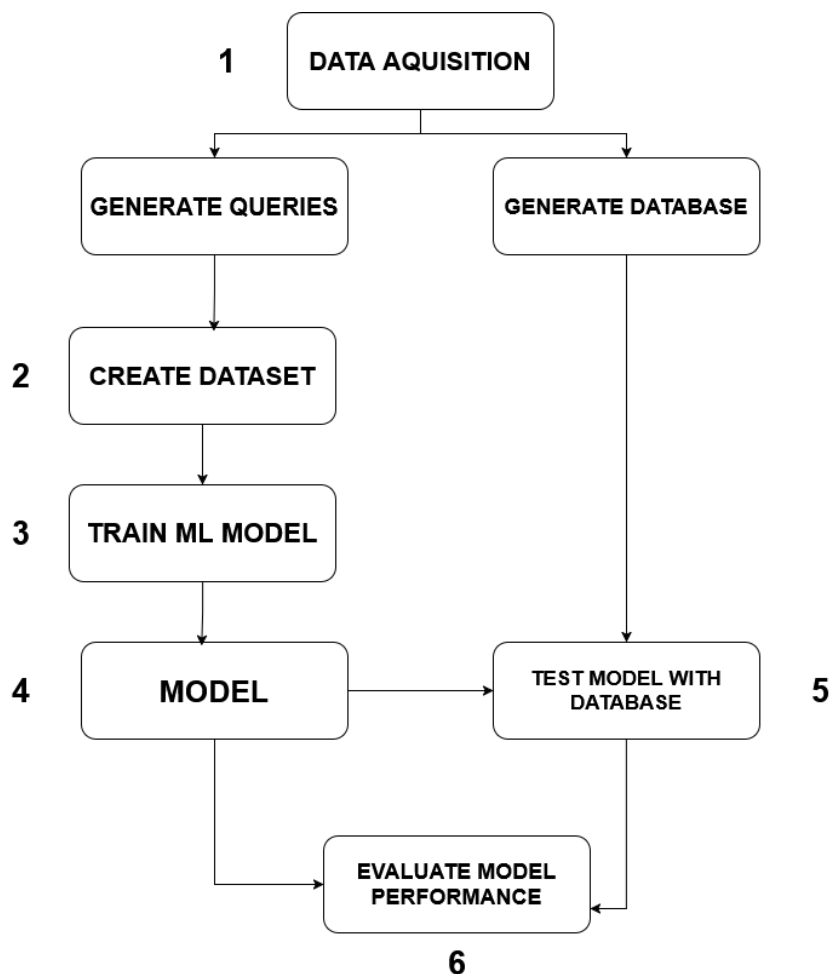 1
DATA AQUISITION
GENERATE QUERIES
GENERATE DATABASE
2
CREATE DATASET
3
TRAIN ML MODEL
4
MODEL
TEST MODEL WITH
DATABASE
5
EVALUATE MODEL
PERFORMANCE
6